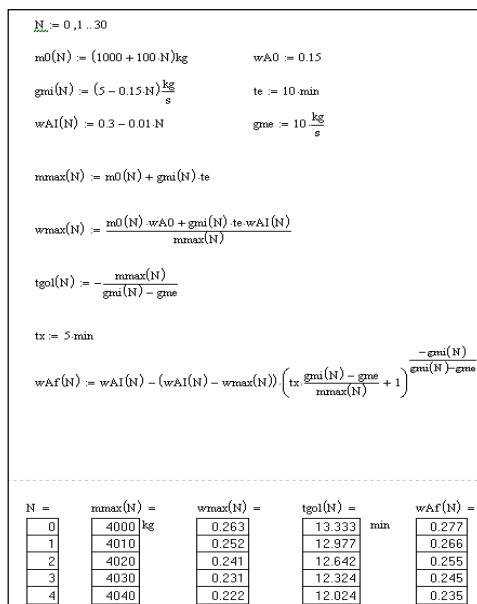 N := 0 ,1 .. 30
m0(N) := (1000 + 100·N)kg wA0 := 0.15
gmi(N) := (5 − 0.15·N) kg/s te := 10·min
wAI(N) := 0.3 − 0.01·N gme := 10· kg/s
mmax(N) := m0(N) + gmi(N)·te
wmax(N) := (m0(N)·wA0 + gmi(N)·te·wAI(N)) / mmax(N)
tgol(N) := − mmax(N) / (gmi(N) − gme)
tx := 5·min
wAf(N) := wAI(N) − (wAI(N) − wmax(N))·(tx· (gmi(N) − gme) / mmax(N) + 1)^(−gmi(N) / (gmi(N)−gme))
N = mmax(N) = wmax(N) = tgol(N) = wAf(N) =
0 4000 kg 0.263 13.333 min 0.277
1 4010 0.252 12.977 0.266
2 4020 0.241 12.642 0.255
3 4030 0.231 12.324 0.245
4 4040 0.222 12.024 0.235